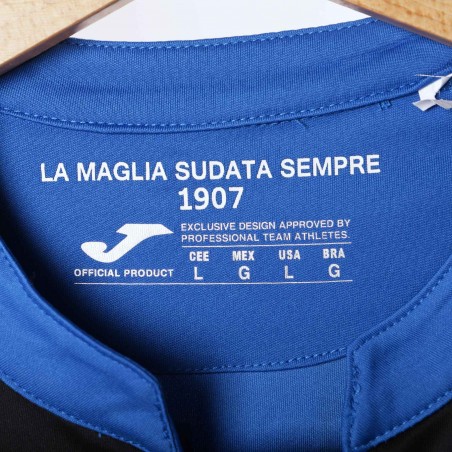 LA MAGLIA SUDATA SEMPRE
1907
EXCLUSIVE DESIGN APPROVED BY
PROFESSIONAL TEAM ATHLETES.
OFFICIAL PRODUCT
CEE MEX USA BRA
L G L G